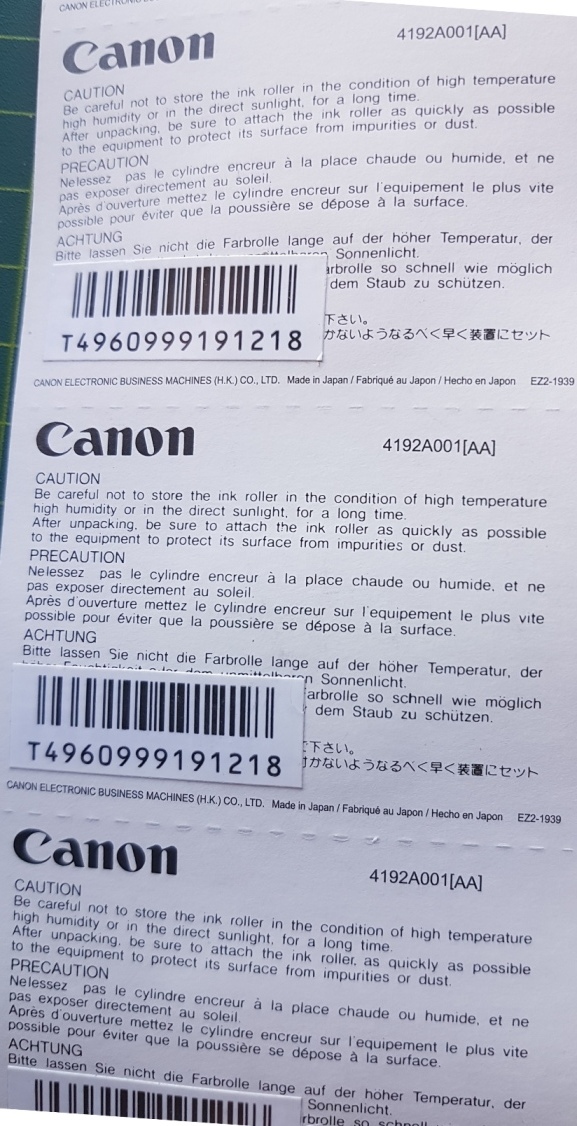 CANON ELECTRONIC
Canon 4192A001[AA]
CAUTION
Be careful not to store the ink roller in the condition of high temperature
high humidity or in the direct sunlight, for a long time.
After unpacking, be sure to attach the ink roller as quickly as possible
to the equipment to protect its surface from impurities or dust.
PRECAUTION
Nelessez pas le cylindre encreur à la place chaude ou humide, et ne
pas exposer directement au soleil.
Après d'ouverture mettez le cylindre encreur sur l'equipement le plus vite
possible pour éviter que la poussière se dépose à la surface.
ACHTUNG
Bitte lassen Sie nicht die Farbrolle lange auf der höher Temperatur, der
Sonnenlicht.
arbrolle so schnell wie möglich
dem Staub zu schützen.
下さい。
かないようなるべく早く装置にセット
T4960999191218
CANON ELECTRONIC BUSINESS MACHINES (H.K.) CO., LTD. Made in Japan / Fabriqué au Japon / Hecho en Japon EZ2-1939
Canon 4192A001[AA]
CAUTION
Be careful not to store the ink roller in the condition of high temperature
high humidity or in the direct sunlight, for a long time.
After unpacking, be sure to attach the ink roller as quickly as possible
to the equipment to protect its surface from impurities or dust.
PRECAUTION
Nelessez pas le cylindre encreur à la place chaude ou humide, et ne
pas exposer directement au soleil.
Après d'ouverture mettez le cylindre encreur sur l'equipement le plus vite
possible pour éviter que la poussière se dépose à la surface.
ACHTUNG
Bitte lassen Sie nicht die Farbrolle lange auf der höher Temperatur, der
n Sonnenlicht.
arbrolle so schnell wie möglich
dem Staub zu schützen.
下さい。
かないようなるべく早く装置にセット
T4960999191218
CANON ELECTRONIC BUSINESS MACHINES (H.K.) CO., LTD. Made in Japan / Fabriqué au Japon / Hecho en Japon EZ2-1939
Canon 4192A001[AA]
CAUTION
Be careful not to store the ink roller in the condition of high temperature
high humidity or in the direct sunlight, for a long time.
After unpacking, be sure to attach the ink roller, as quickly as possible
to the equipment to protect its surface from impurities or dust.
PRECAUTION
Nelessez pas le cylindre encreur à la place chaude ou humide, et ne
pas exposer directement au soleil.
Après d'ouverture mettez le cylindre encreur sur l'equipement le plus vite
possible pour éviter que la poussière se dépose à la surface.
ACHTUNG
Bitte lassen Sie nicht die Farbrolle lange auf der höher Temperatur, der
Sonnenlicht.
rbrolle so schnell